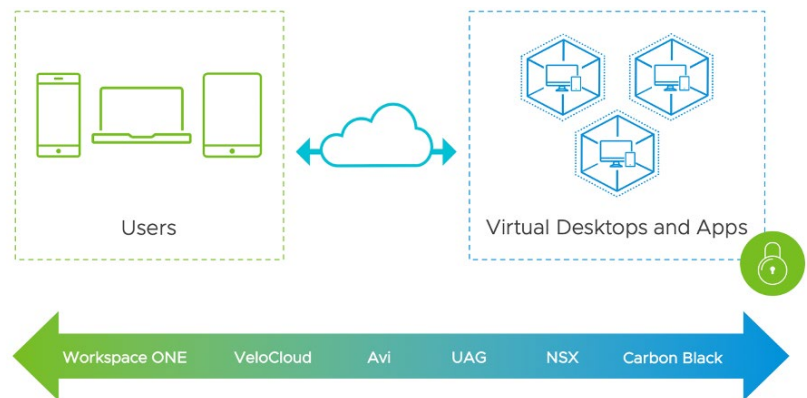 Users
Virtual Desktops and Apps
Workspace ONE VeloCloud Avi UAG NSX Carbon Black